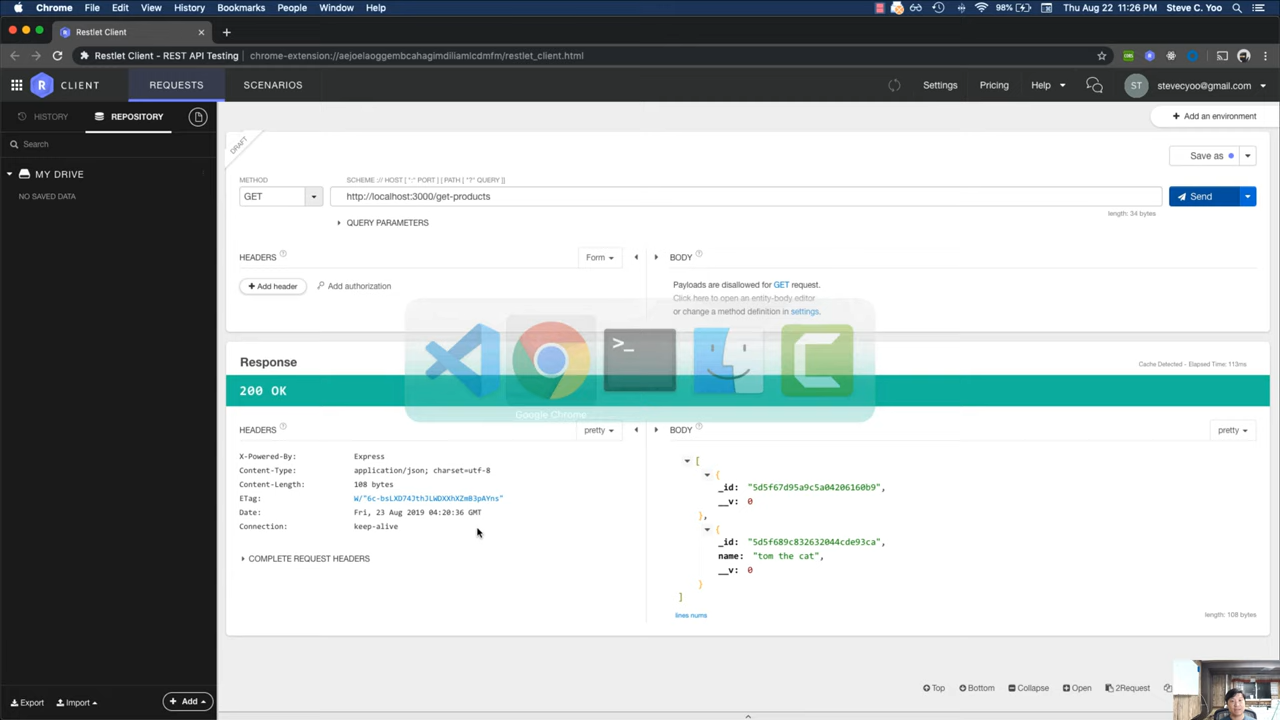 Chrome File Edit View History Bookmarks People Window Help 98% Thu Aug 22 11:26 PM Steve C. Yoo
Restlet Client
Restlet Client - REST API Testing chrome-extension://aejoelaoggembcahagimdiliamlcdmfm/restlet_client.html
R CLIENT REQUESTS SCENARIOS Settings Pricing Help ST stevecyoo@gmail.com
HISTORY REPOSITORY
Add an environment
Search
DRAFT
Save as
MY DRIVE
NO SAVED DATA
METHOD SCHEME :// HOST [ ":" PORT ] [ PATH [ "?" QUERY ]]
GET http://localhost:3000/get-products Send
length: 34 bytes
QUERY PARAMETERS
HEADERS Form BODY
Add header Add authorization
Payloads are disallowed for GET request.
Click here to open an entity-body editor
or change a method definition in settings.
Response Cache Detected - Elapsed Time: 113ms
200 OK
Google Chrome
HEADERS pretty BODY pretty
X-Powered-By: Express
Content-Type: application/json; charset=utf-8
Content-Length: 108 bytes
ETag: W/"6c-bsLXD74JthJLWDXXhXZmB3pAYns"
Date: Fri, 23 Aug 2019 04:20:36 GMT
Connection: keep-alive
COMPLETE REQUEST HEADERS
[
{
_id: "5d5f67d95a9c5a04206160b9",
__v: 0
},
{
_id: "5d5f689c832632044cde93ca",
name: "tom the cat",
__v: 0
}
]
lines nums length: 108 bytes
Top Bottom Collapse Open 2Request
Export Import Add